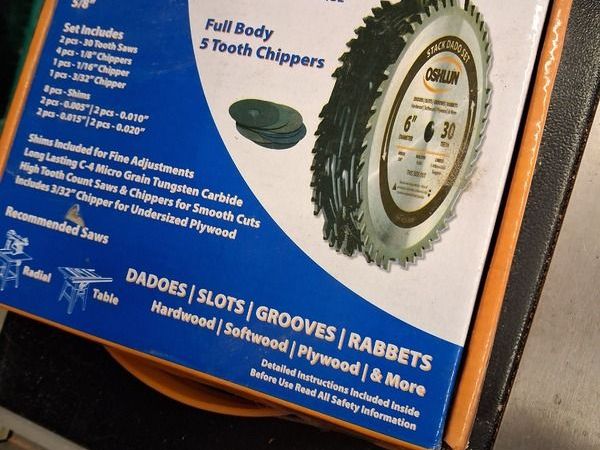 5/8"
Set Includes
2 pcs - 30 Tooth Saws
4 pcs - 1/8" Chippers
1 pcs - 1/16" Chipper
1 pcs - 3/32" Chipper
8 pcs - Shims
2 pcs - 0.005" | 2 pcs - 0.010"
2 pcs - 0.015" | 2 pcs - 0.020"
Full Body
5 Tooth Chippers
STACK DADO SET
OSHLUN
6"
DIAMETER
30
TEETH
Shims Included for Fine Adjustments
Long Lasting C-4 Micro Grain Tungsten Carbide
High Tooth Count Saws & Chippers for Smooth Cuts
Includes 3/32" Chipper for Undersized Plywood
Recommended Saws
Radial
Table
DADOES | SLOTS | GROOVES | RABBETS
Hardwood | Softwood | Plywood | & More
Detailed Instructions Included Inside
Before Use Read All Safety Information